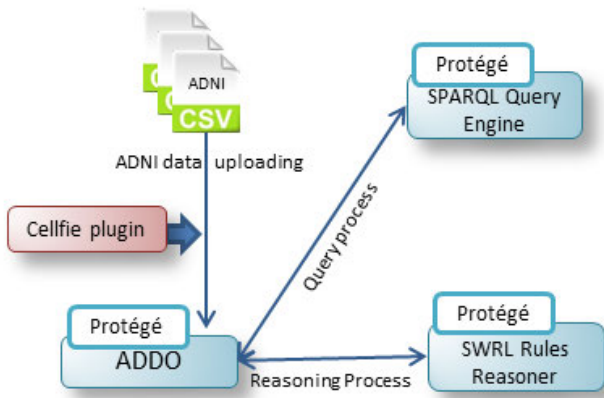 ADNI
C
C
CSV
ADNI data uploading
Cellfie plugin
Protégé
SPARQL Query
Engine
Query process
Protégé
ADDO
Reasoning Process
Protégé
SWRL Rules
Reasoner